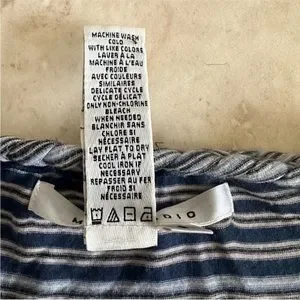 MACHINE WASH
COLD
WITH LIKE COLORS
LAVER À LA
MACHINE À L'EAU
FROIDE
AVEC COULEURS
SIMILAIRES
DELICATE CYCLE
CYCLE DÉLICAT
ONLY NON-CHLORINE
BLEACH
WHEN NEEDED
BLANCHIR SANS
CHLORE SI
NÉCESSAIRE
LAY FLAT TO DRY
SECHER À PLAT
COOL IRON IF
NECESSARY
REPASSER AU FER
FROID SI
NÉCESSAIRE